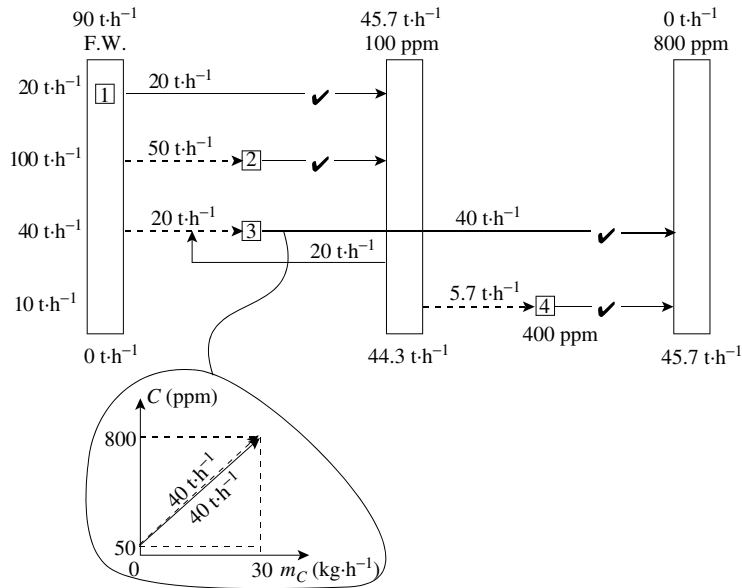 90 t·h⁻¹ 45.7 t·h⁻¹ 0 t·h⁻¹
F.W. 100 ppm 800 ppm
20 t·h⁻¹ 1 20 t·h⁻¹ ✔
100 t·h⁻¹ 50 t·h⁻¹ 2 ✔
40 t·h⁻¹ 20 t·h⁻¹ 3 40 t·h⁻¹ ✔
20 t·h⁻¹
10 t·h⁻¹ 5.7 t·h⁻¹ 4 ✔
400 ppm
0 t·h⁻¹ 44.3 t·h⁻¹ 45.7 t·h⁻¹
C (ppm)
800
40 t·h⁻¹
40 t·h⁻¹
50
0 30 m_C (kg·h⁻¹)